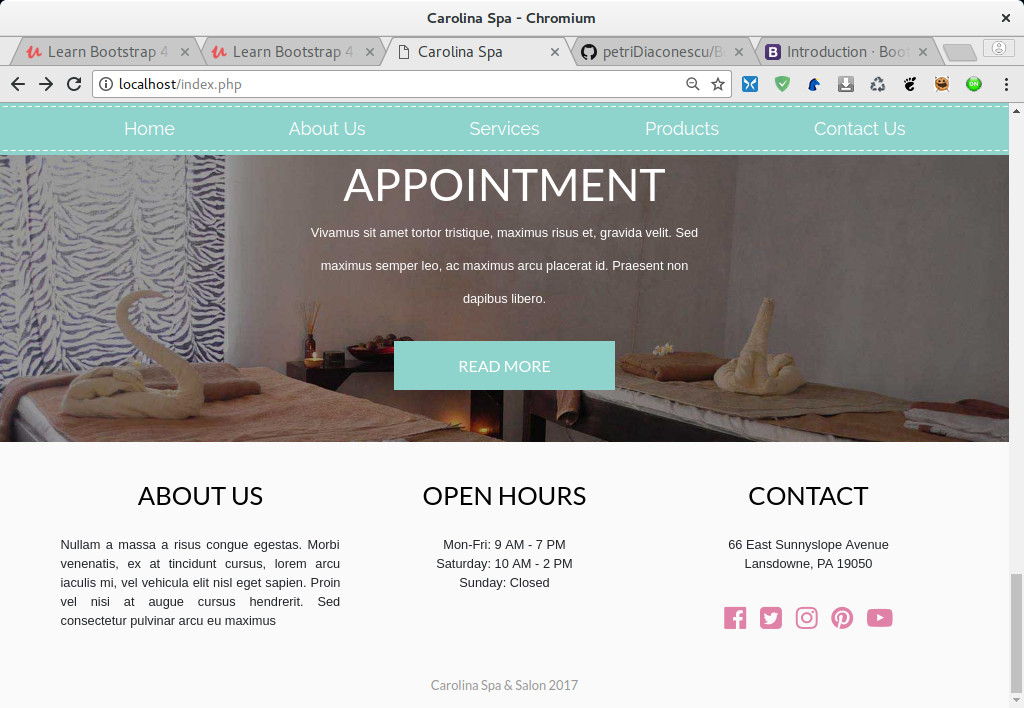 Carolina Spa - Chromium
Learn Bootstrap 4
Learn Bootstrap 4
Carolina Spa
petriDiaconescu/B
Introduction · Boot
localhost/index.php
ON
Home About Us Services Products Contact Us
APPOINTMENT
Vivamus sit amet tortor tristique, maximus risus et, gravida velit. Sed
maximus semper leo, ac maximus arcu placerat id. Praesent non
dapibus libero.
READ MORE
ABOUT US
Nullam a massa a risus congue egestas. Morbi
venenatis, ex at tincidunt cursus, lorem arcu
iaculis mi, vel vehicula elit nisl eget sapien. Proin
vel nisi at augue cursus hendrerit. Sed
consectetur pulvinar arcu eu maximus
OPEN HOURS
Mon-Fri: 9 AM - 7 PM
Saturday: 10 AM - 2 PM
Sunday: Closed
CONTACT
66 East Sunnyslope Avenue
Lansdowne, PA 19050
Carolina Spa & Salon 2017